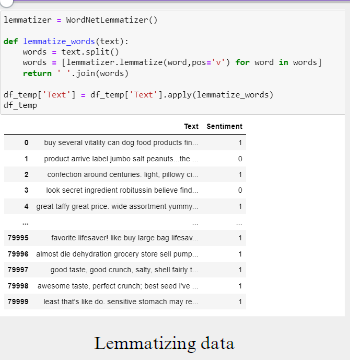 lemmatizer = WordNetLemmatizer()
def lemmatize_words(text):
words = text.split()
words = [lemmatizer.lemmatize(word,pos='v') for word in words]
return ' '.join(words)
df_temp['Text'] = df_temp['Text'].apply(lemmatize_words)
df_temp
Text Sentiment
0 buy several vitality can dog food products fin... 1
1 product arrive label jumbo salt peanuts...the... 0
2 confection around centuries. light, pillowy ci... 1
3 look secret ingredient robitussin believe find... 0
4 great taffy great price. wide assortment yummy... 1
... ... ...
79995 favorite lifesaver! like buy large bag lifesav... 1
79996 almost die dehydration grocery store sell pump... 1
79997 good taste, good crunch, salty, shelf fairly t... 1
79998 awesome taste, perfect crunch; best seed i've ... 1
79999 least that's like do. sensitive stomach may re... 1
Lemmatizing data